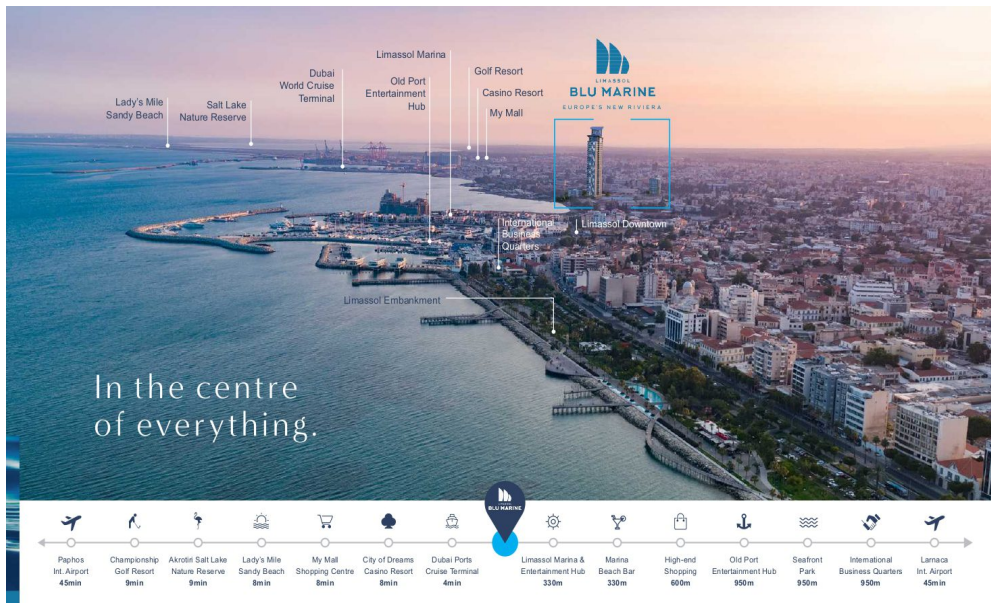 Limassol Marina
Dubai
World Cruise
Terminal
Old Port
Entertainment
Hub
Golf Resort
Casino Resort
My Mall
LIMASSOL
BLU MARINE
EUROPE'S NEW RIVIERA
Lady's Mile
Sandy Beach
Salt Lake
Nature Reserve
International
Business
Quarters
Limassol Downtown
Limassol Embankment
In the centre
of everything.
BLU MARINE
Paphos
Int. Airport
45min
Championship
Golf Resort
9min
Akrotiri Salt Lake
Nature Reserve
9min
Lady's Mile
Sandy Beach
8min
My Mall
Shopping Centre
8min
City of Dreams
Casino Resort
8min
Dubai Ports
Cruise Terminal
4min
Limassol Marina &
Entertainment Hub
330m
Marina
Beach Bar
330m
High-end
Shopping
600m
Old Port
Entertainment Hub
950m
Seafront
Park
950m
International
Business Quarters
950m
Larnaca
Int. Airport
45min